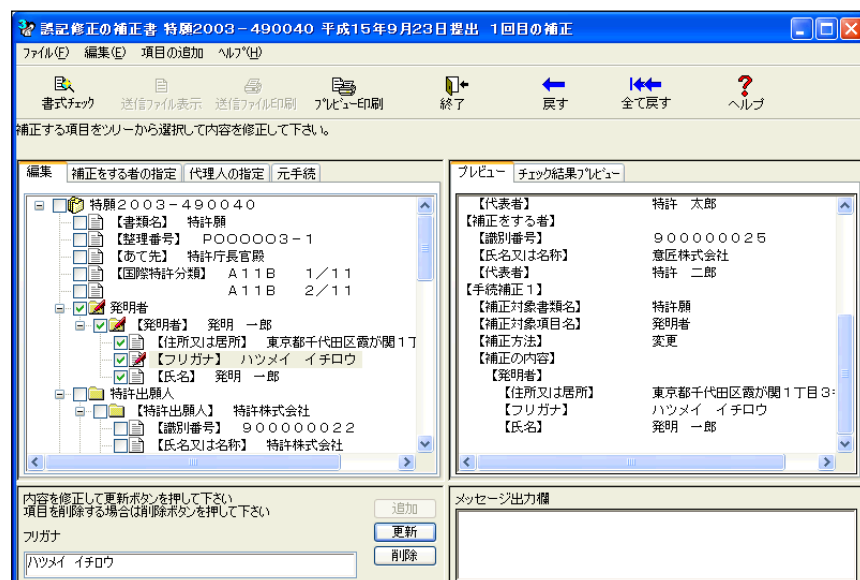 誤記修正の補正書 特願2003－490040 平成15年9月23日提出 1回目の補正
ﾌｧｲﾙ(F) 編集(E) 項目の追加 ﾍﾙﾌﾟ(H)
書式ﾁｪｯｸ 送信ﾌｧｲﾙ表示 送信ﾌｧｲﾙ印刷 ﾌﾟﾚﾋﾞｭｰ印刷 終了 戻す 全て戻す ヘルプ
補正する項目をツリーから選択して内容を修正して下さい。
編集 補正をする者の指定 代理人の指定 元手続
特願２００３－４９００４０
【書類名】 特許願
【整理番号】 Ｐ０００００３－１
【あて先】 特許庁長官殿
【国際特許分類】 Ａ１１Ｂ １／１１
Ａ１１Ｂ ２／１１
発明者
【発明者】 発明 一郎
【住所又は居所】 東京都千代田区霞が関１丁
【フリガナ】 ハツメイ イチロウ
【氏名】 発明 一郎
特許出願人
【特許出願人】 特許株式会社
【識別番号】 ９０００００２２
【氏名又は名称】 特許株式会社
内容を修正して更新ボタンを押して下さい
項目を削除する場合は削除ボタンを押して下さい
追加
フリガナ
更新
ハツメイ イチロウ
削除
プレビュー ﾁｪｯｸ結果ﾌﾟﾚﾋﾞｭｰ
【代表者】 特許 太郎
【補正をする者】
【識別番号】 ９０００００００２５
【氏名又は名称】 意匠株式会社
【代表者】 特許 二郎
【手続補正１】
【補正対象書類名】 特許願
【補正対象項目名】 発明者
【補正方法】 変更
【補正の内容】
【発明者】
【住所又は居所】 東京都千代田区霞が関１丁目３
【フリガナ】 ハツメイ イチロウ
【氏名】 発明 一郎
メッセージ出力欄